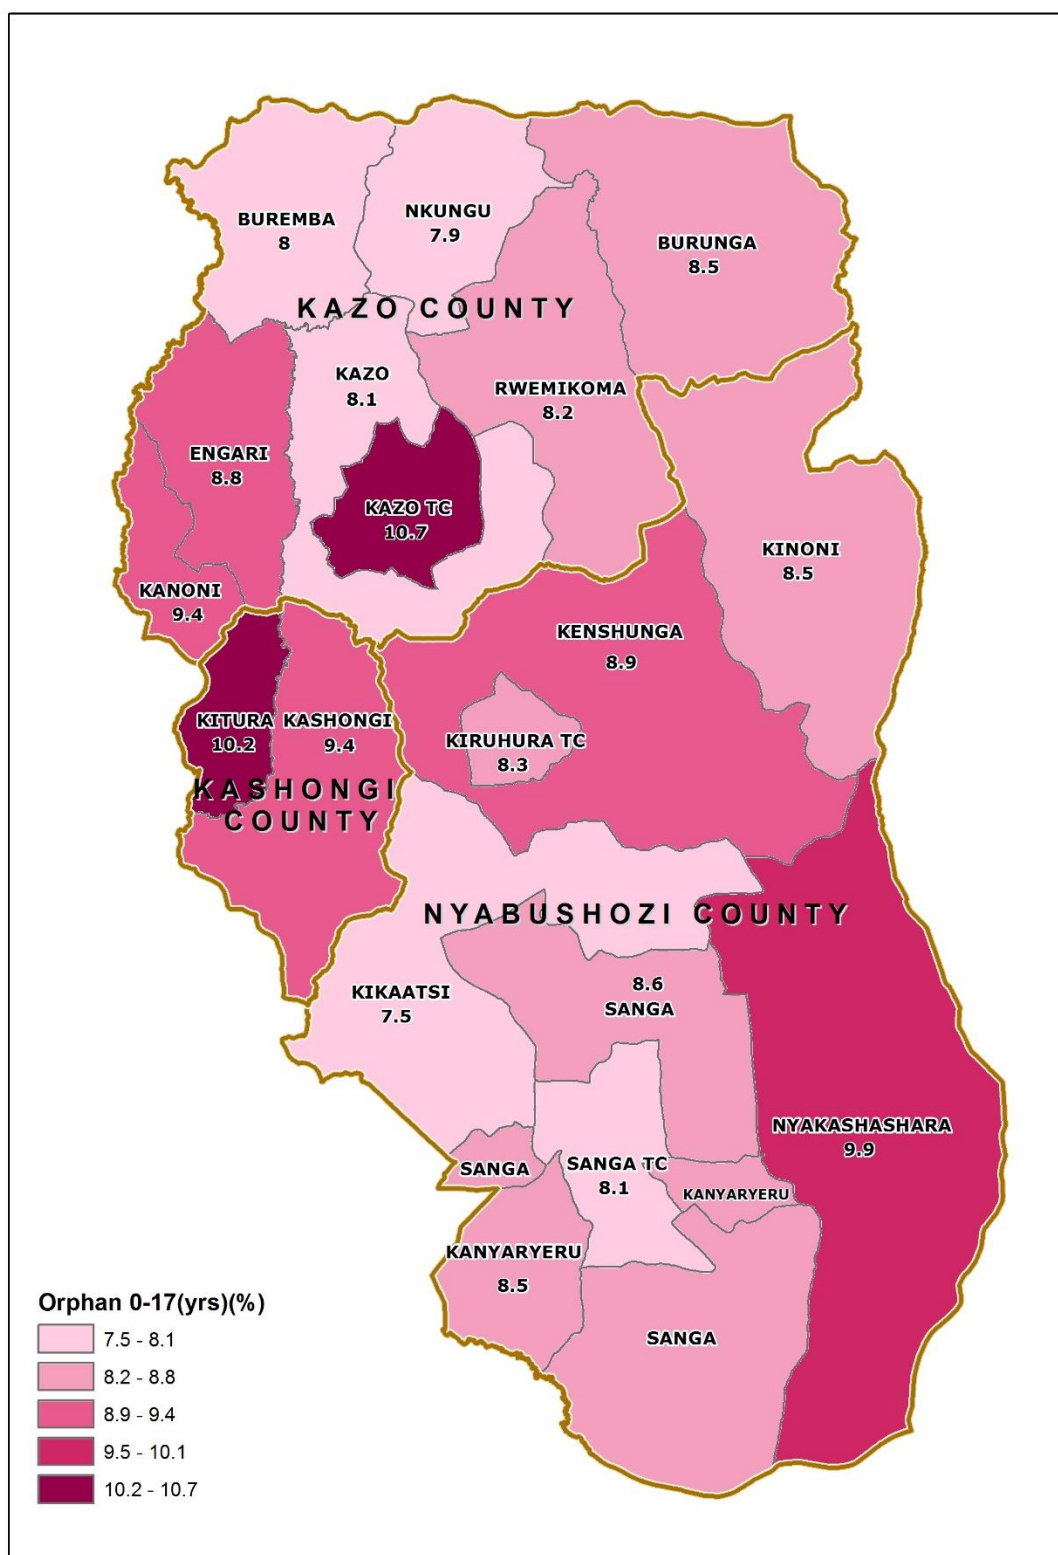 BUREMBA
8
NKUNGU
7.9
BURUNGA
8.5
KAZO COUNTY
KAZO
8.1
RWEMIKOMA
8.2
ENGARI
8.8
KAZO TC
10.7
KINONI
8.5
KANONI
9.4
KENSHUNGA
8.9
KITURA
10.2
KASHONGI
9.4
KIRUHURA TC
8.3
KASHONGI
COUNTY
NYABUSHOZI COUNTY
KIKAATSI
7.5
8.6
SANGA
NYAKASHASHARA
9.9
SANGA
SANGA TC
8.1
KANYARYERU
KANYARYERU
8.5
SANGA
Orphan 0-17(yrs)(%)
7.5 - 8.1
8.2 - 8.8
8.9 - 9.4
9.5 - 10.1
10.2 - 10.7